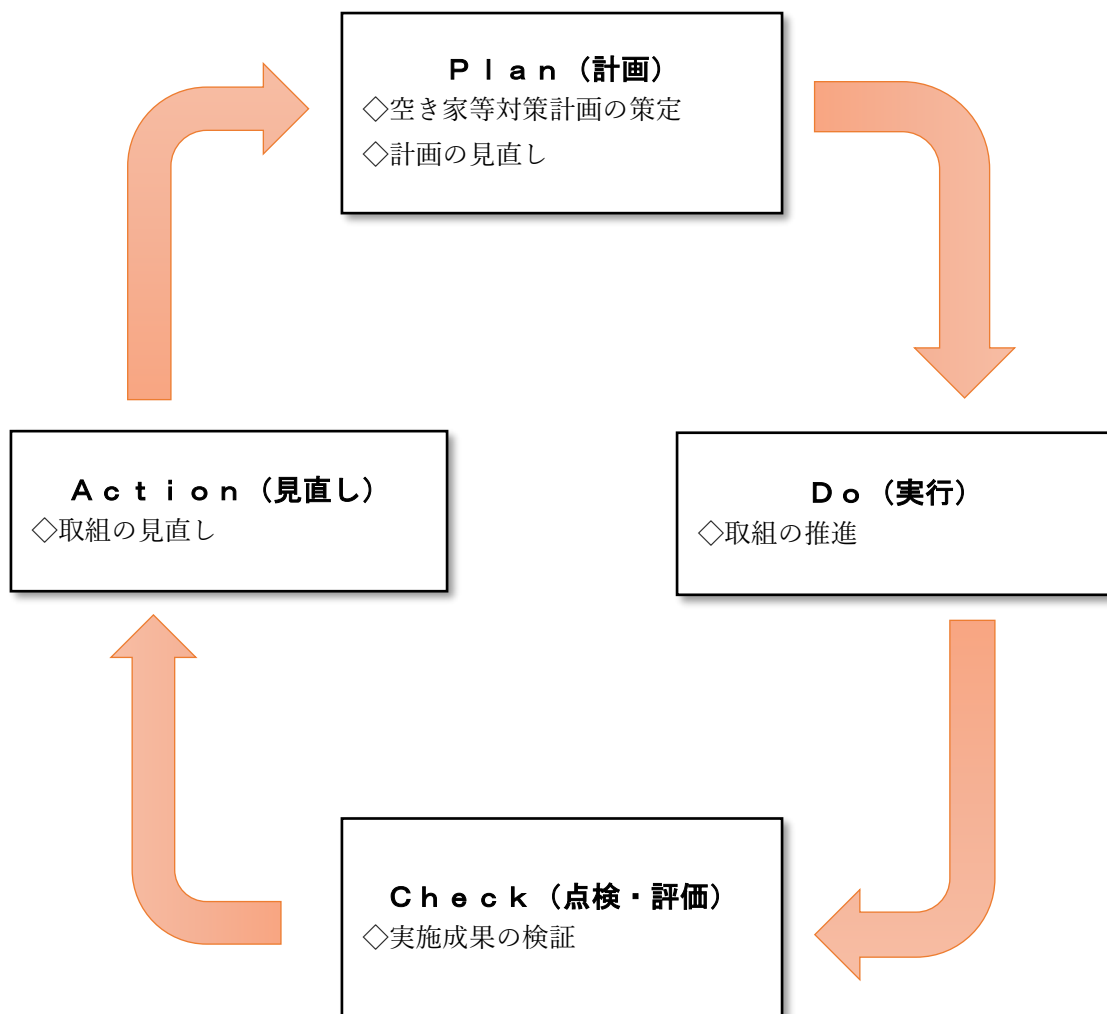 Ｐｌａｎ（計画）
◇空き家等対策計画の策定
◇計画の見直し
Ａｃｔｉｏｎ（見直し）
◇取組の見直し
Ｄｏ（実行）
◇取組の推進
Ｃｈｅｃｋ（点検・評価）
◇実施成果の検証